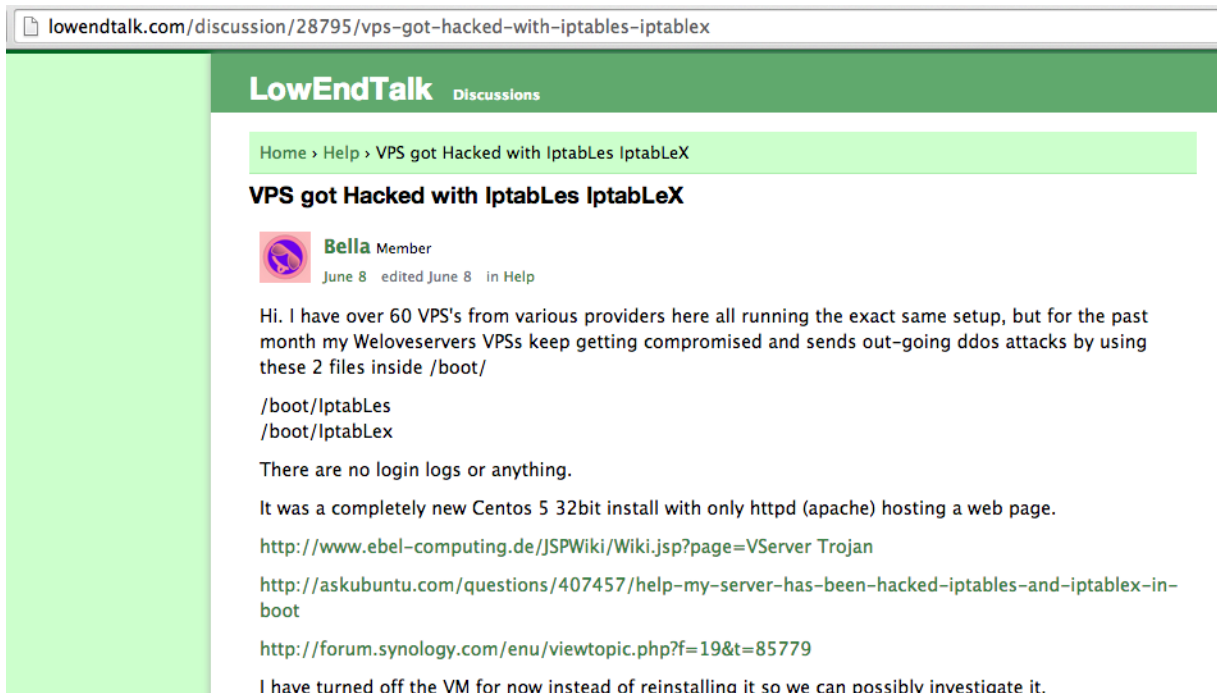 lowendtalk.com/discussion/28795/vps-got-hacked-with-iptables-iptablex
LowEndTalk Discussions
Home › Help › VPS got Hacked with IptabLes IptabLeX
VPS got Hacked with IptabLes IptabLeX
Bella Member
June 8 edited June 8 in Help
Hi. I have over 60 VPS's from various providers here all running the exact same setup, but for the past
month my Weloveservers VPSs keep getting compromised and sends out-going ddos attacks by using
these 2 files inside /boot/
/boot/IptabLes
/boot/IptabLex
There are no login logs or anything.
It was a completely new Centos 5 32bit install with only httpd (apache) hosting a web page.
http://www.ebel-computing.de/JSPWiki/Wiki.jsp?page=VServer Trojan
http://askubuntu.com/questions/407457/help-my-server-has-been-hacked-iptables-and-iptablex-in-
boot
http://forum.synology.com/enu/viewtopic.php?f=19&t=85779
I have turned off the VM for now instead of reinstalling it so we can possibly investigate it.